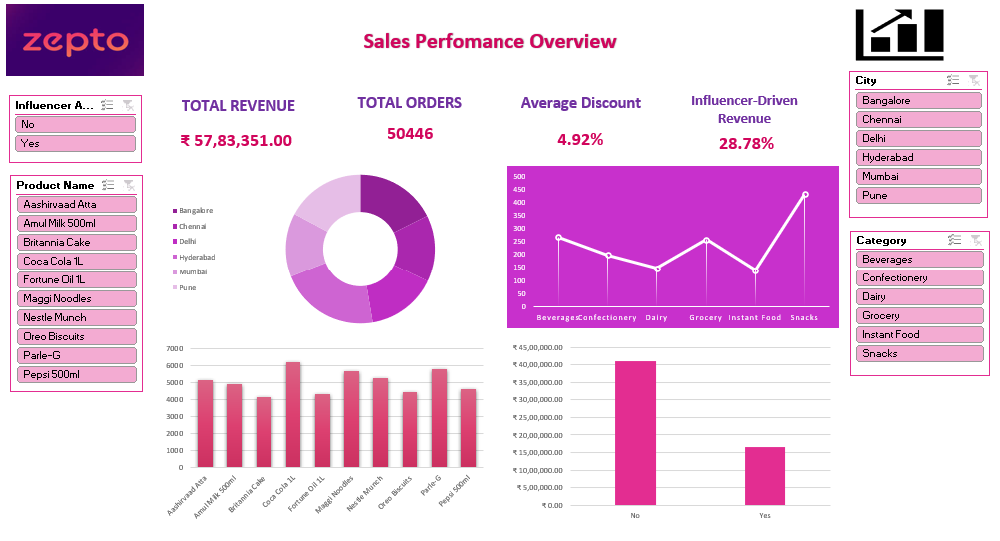 zepto
Sales Perfomance Overview
Influencer A...
No
Yes
Product Name
Aashirvaad Atta
Amul Milk 500ml
Britannia Cake
Coca Cola 1L
Fortune Oil 1L
Maggi Noodles
Nestle Munch
Oreo Biscuits
Parle-G
Pepsi 500ml
TOTAL REVENUE
₹ 57,83,351.00
TOTAL ORDERS
50446
Average Discount
4.92%
Influencer-Driven
Revenue
28.78%
City
Bangalore
Chennai
Delhi
Hyderabad
Mumbai
Pune
Category
Beverages
Confectionery
Dairy
Grocery
Instant Food
Snacks
Bangalore
Chennai
Delhi
Hyderabad
Mumbai
Pune
500
450
400
350
300
250
200
150
100
50
0
Beverages Confectionery Dairy Grocery Instant Food Snacks
7000
6000
5000
4000
3000
2000
1000
0
Aashirvaad Atta
Amul Milk 500ml
Britannia Cake
Coca Cola 1L
Fortune Oil 1L
Maggi Noodles
Nestle Munch
Oreo Biscuits
Parle-G
Pepsi 500ml
₹ 45,00,000.00
₹ 40,00,000.00
₹ 35,00,000.00
₹ 30,00,000.00
₹ 25,00,000.00
₹ 20,00,000.00
₹ 15,00,000.00
₹ 10,00,000.00
₹ 5,00,000.00
₹ 0.00
No Yes